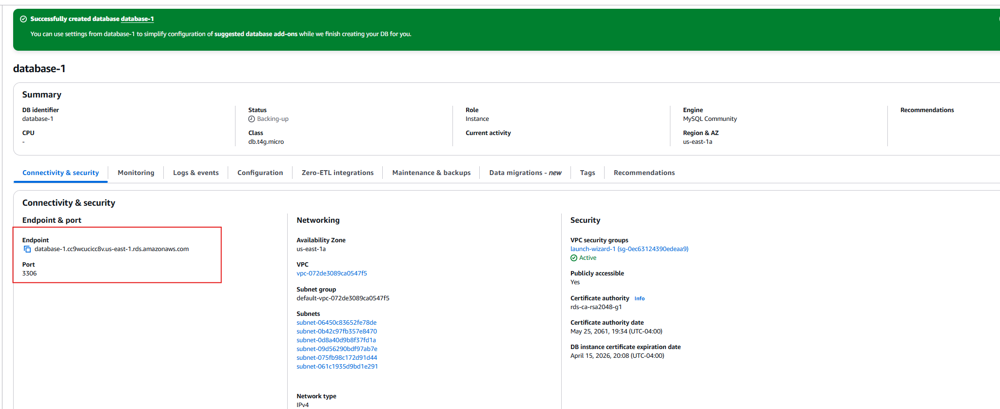 Successfully created database database-1
You can use settings from database-1 to simplify configuration of suggested database add-ons while we finish creating your DB for you.
database-1
Summary
DB identifier
database-1
CPU
-
Status
Backing-up
Class
db.t4g.micro
Role
Instance
Current activity
Engine
MySQL Community
Region & AZ
us-east-1a
Recommendations
Connectivity & security
Monitoring
Logs & events
Configuration
Zero-ETL integrations
Maintenance & backups
Data migrations - new
Tags
Recommendations
Connectivity & security
Endpoint & port
Endpoint
database-1.cc9wcucicc8v.us-east-1.rds.amazonaws.com
Port
3306
Networking
Availability Zone
us-east-1a
VPC
vpc-072de3089ca0547f5
Subnet group
default-vpc-072de3089ca0547f5
Subnets
subnet-06450c83652fe78de
subnet-0b42c97fb357e8470
subnet-0d8a40d9b8f37fd1a
subnet-09d56290bdf97ab7e
subnet-075fb98c172d91d44
subnet-061c1935d9bd1e291
Network type
IPv4
Security
VPC security groups
launch-wizard-1 (sg-0ec63124390edeaa9)
Active
Publicly accessible
Yes
Certificate authority Info
rds-ca-rsa2048-g1
Certificate authority date
May 25, 2061, 19:34 (UTC-04:00)
DB instance certificate expiration date
April 15, 2026, 20:08 (UTC-04:00)